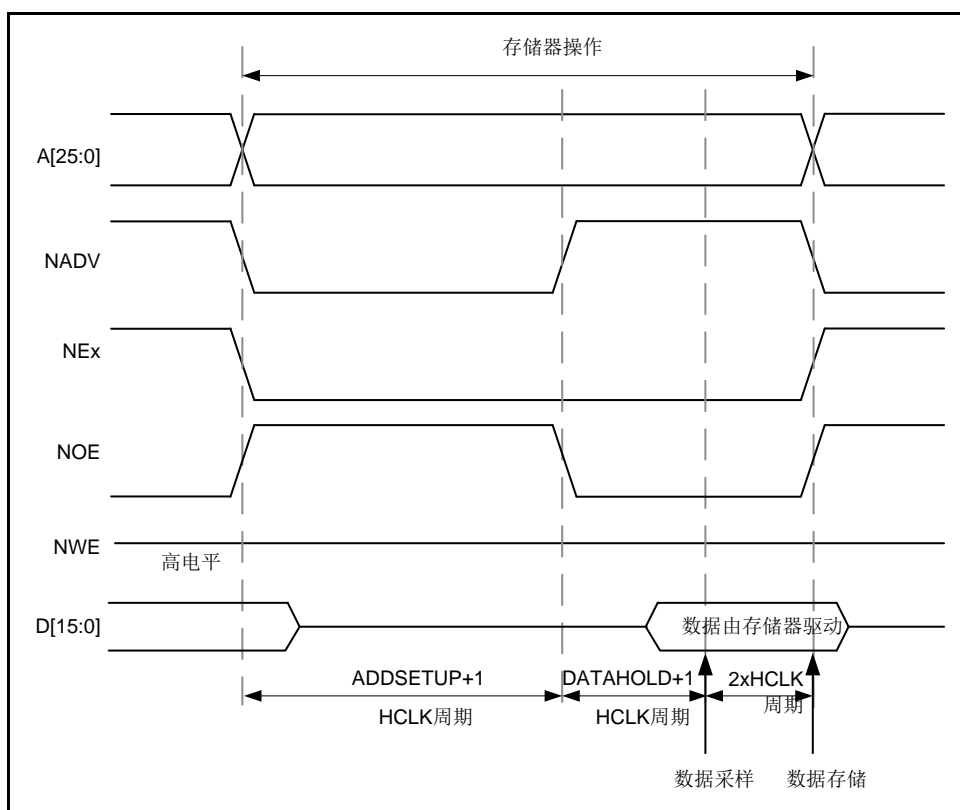 存储器操作
A[25:0]
NADV
NEx
NOE
NWE
高电平
D[15:0]
数据由存储器驱动
ADDSETUP+1
HCLK周期
DATAHOLD+1
HCLK周期
2xHCLK
周期
数据采样
数据存储